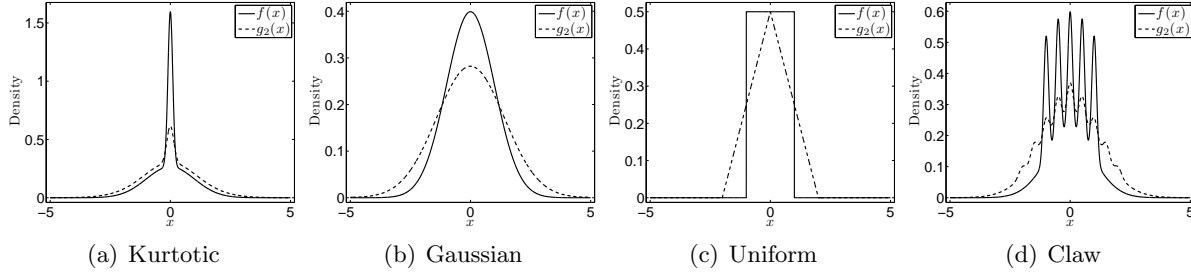 1.5
1
0.5
0
−5
0
5
x
Density
f(x)
g₂(x)
(a) Kurtotic
0.4
0.3
0.2
0.1
0
−5
0
5
x
Density
f(x)
g₂(x)
(b) Gaussian
0.5
0.4
0.3
0.2
0.1
0
−5
0
5
x
Density
f(x)
g₂(x)
(c) Uniform
0.6
0.5
0.4
0.3
0.2
0.1
0
−5
0
5
x
Density
f(x)
g₂(x)
(d) Claw